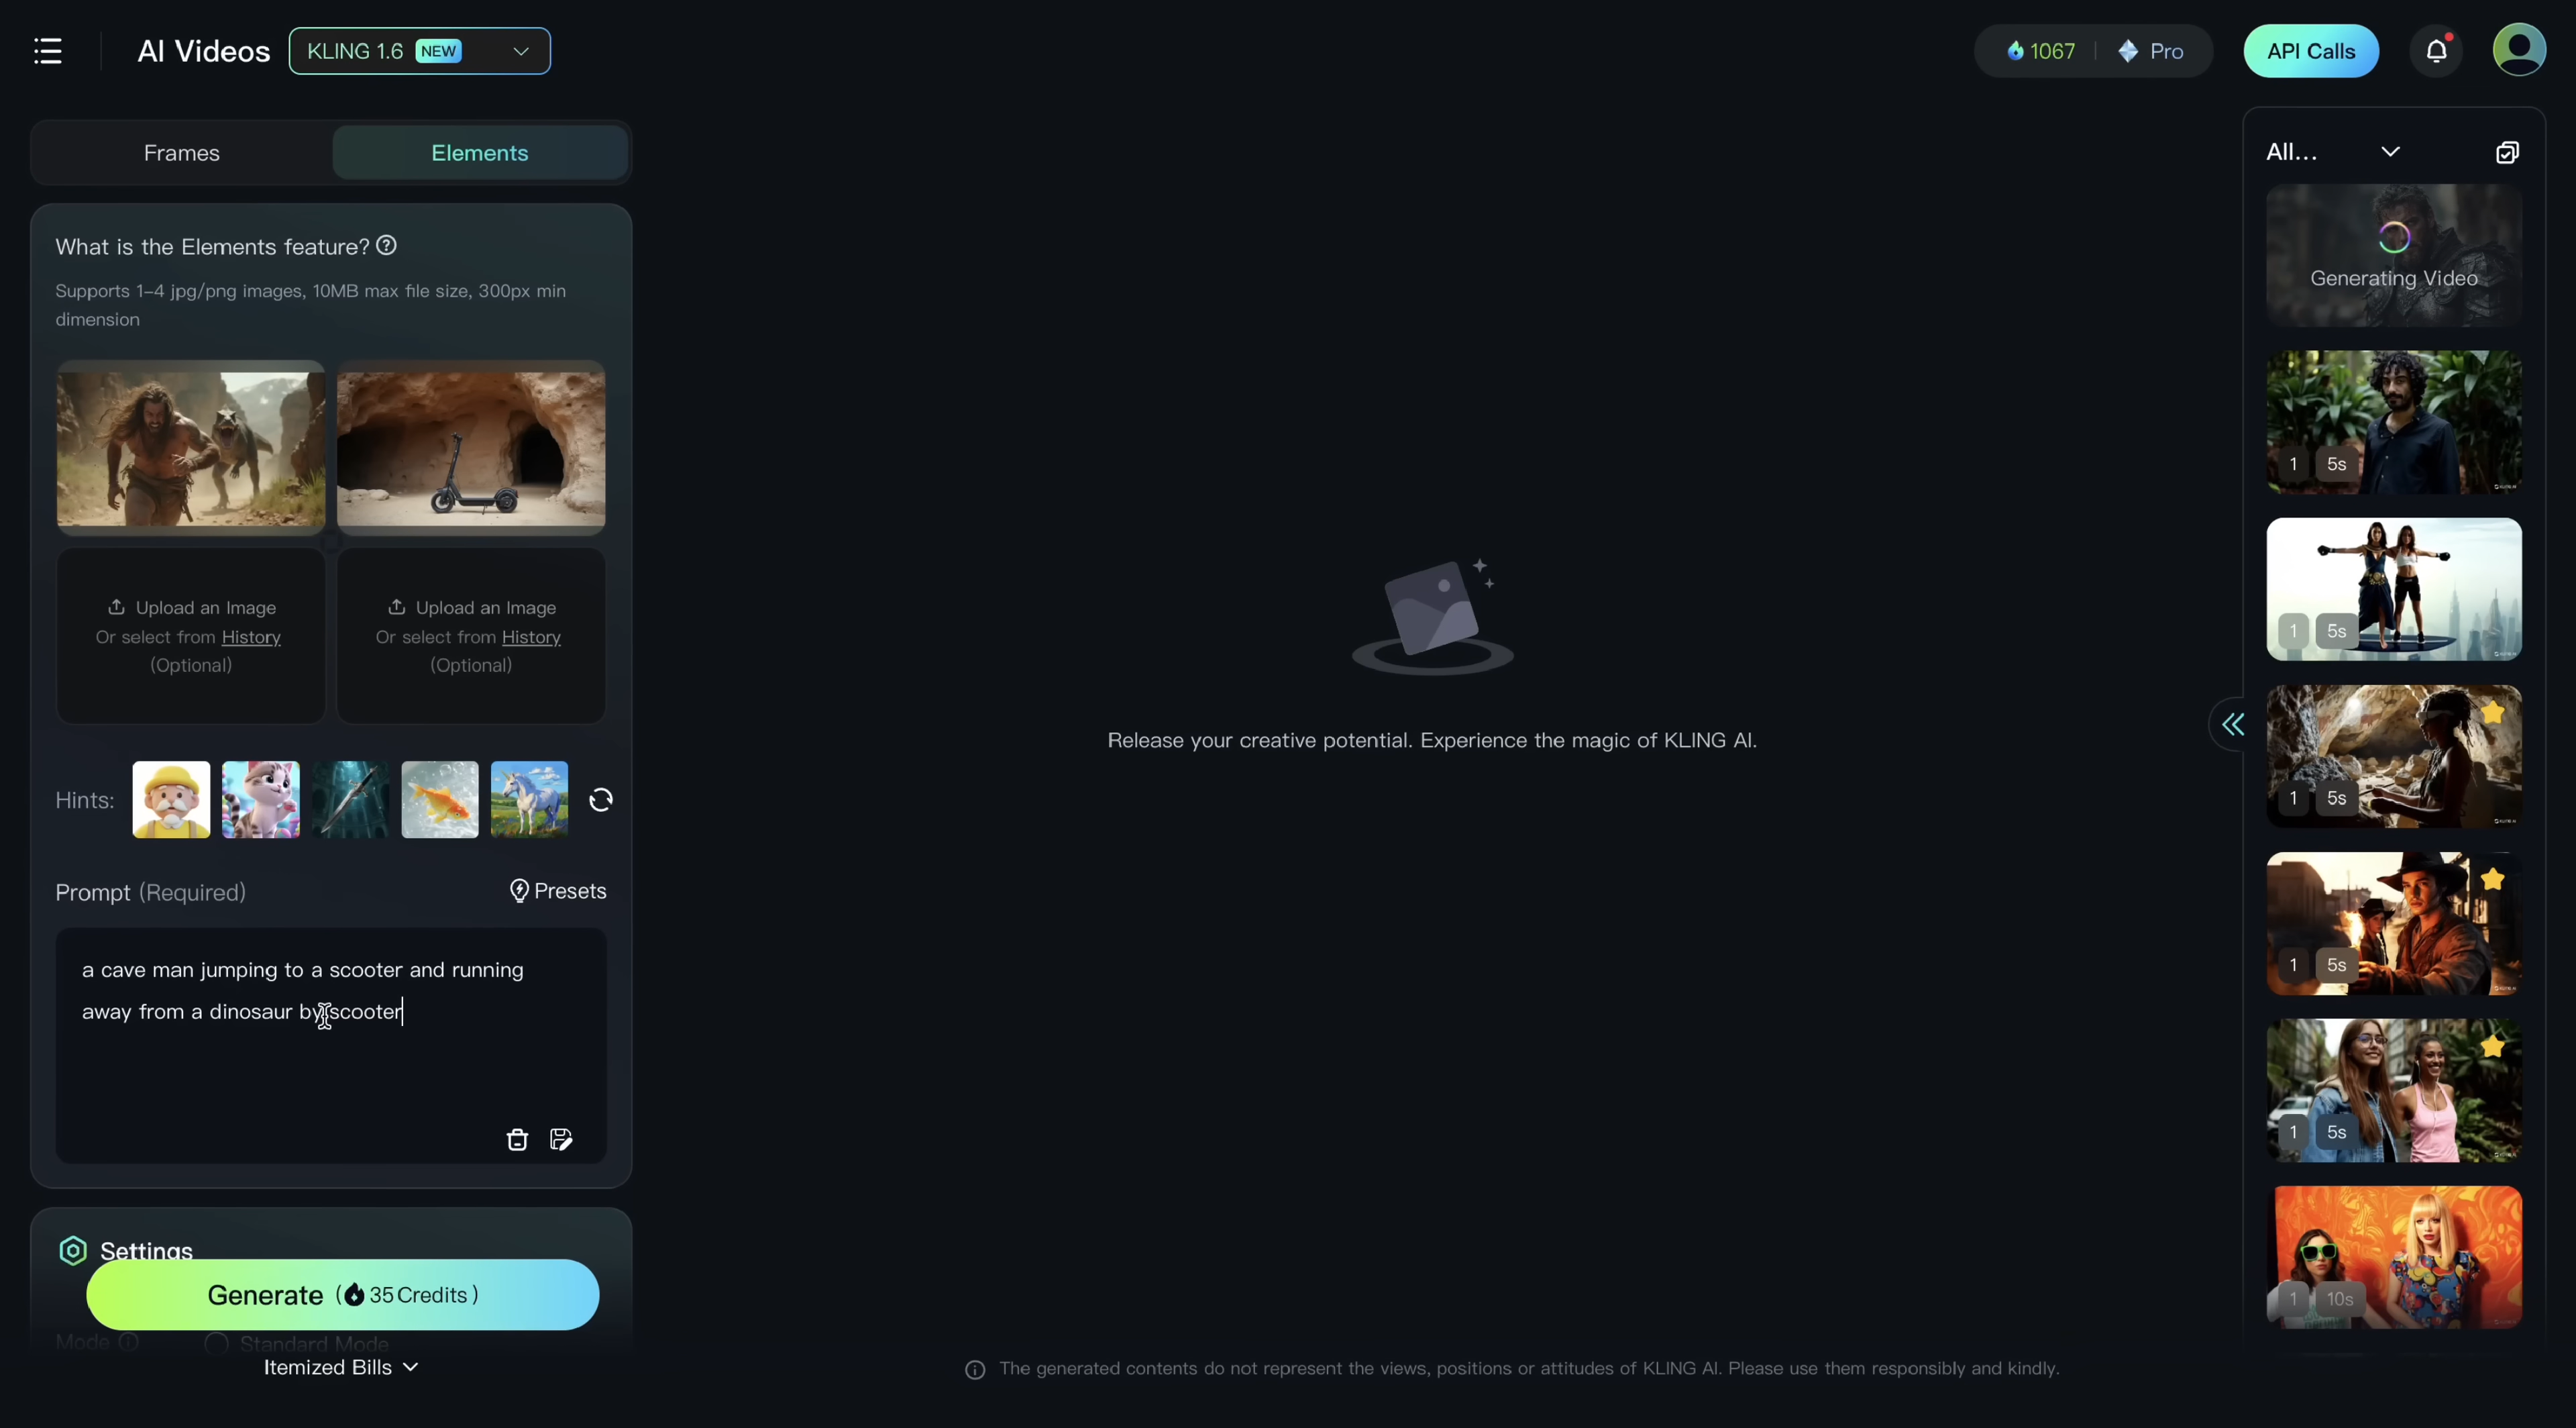 AI Videos
KLING 1.6 NEW
1067
Pro
API Calls
Frames
Elements
What is the Elements feature?
Supports 1–4 jpg/png images, 10MB max file size, 300px min
dimension
Upload an Image
Or select from History
(Optional)
Upload an Image
Or select from History
(Optional)
Hints:
Prompt (Required)
Presets
a cave man jumping to a scooter and running
away from a dinosaur by scooter
Settings
Generate ( 35 Credits )
Mode
Standard Mode
Itemized Bills
Release your creative potential. Experience the magic of KLING AI.
The generated contents do not represent the views, positions or attitudes of KLING AI. Please use them responsibly and kindly.
All...
Generating Video
1 5s
1 5s
1 5s
1 5s
1 5s
1 10s